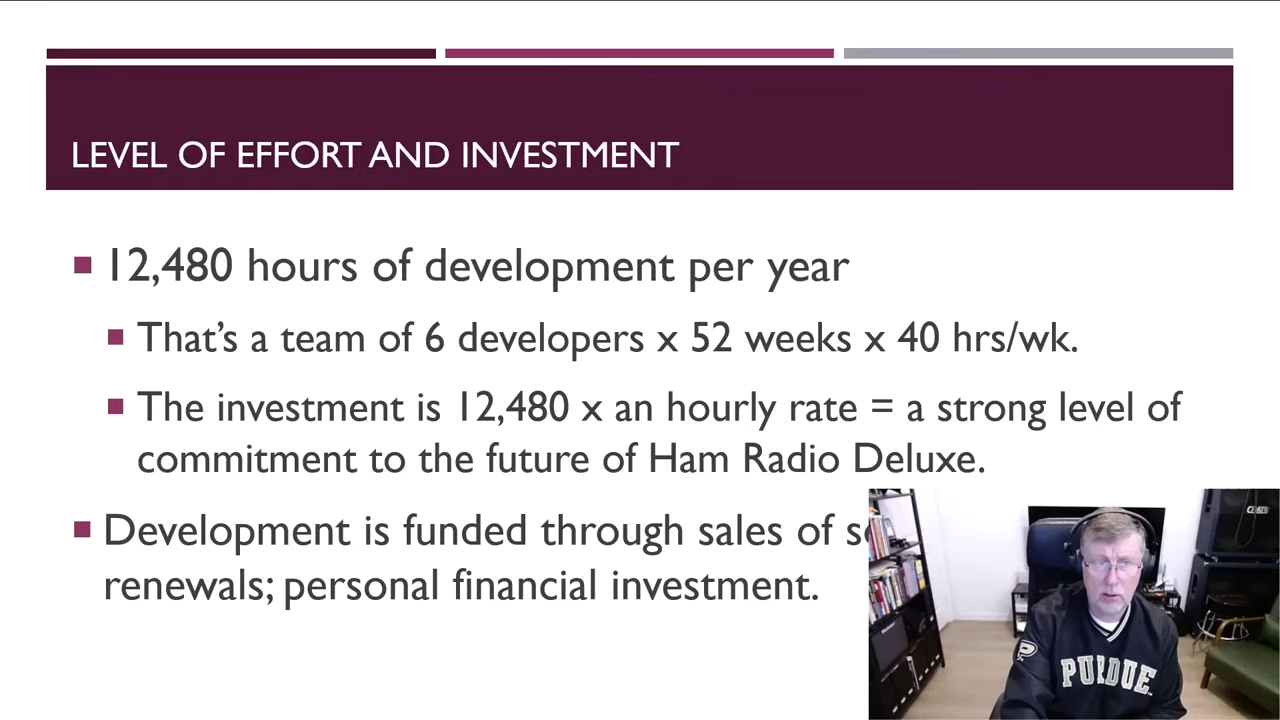 LEVEL OF EFFORT AND INVESTMENT
12,480 hours of development per year
That's a team of 6 developers x 52 weeks x 40 hrs/wk.
The investment is 12,480 x an hourly rate = a strong level of
commitment to the future of Ham Radio Deluxe.
Development is funded through sales of
renewals; personal financial investment.
P
PURDUE